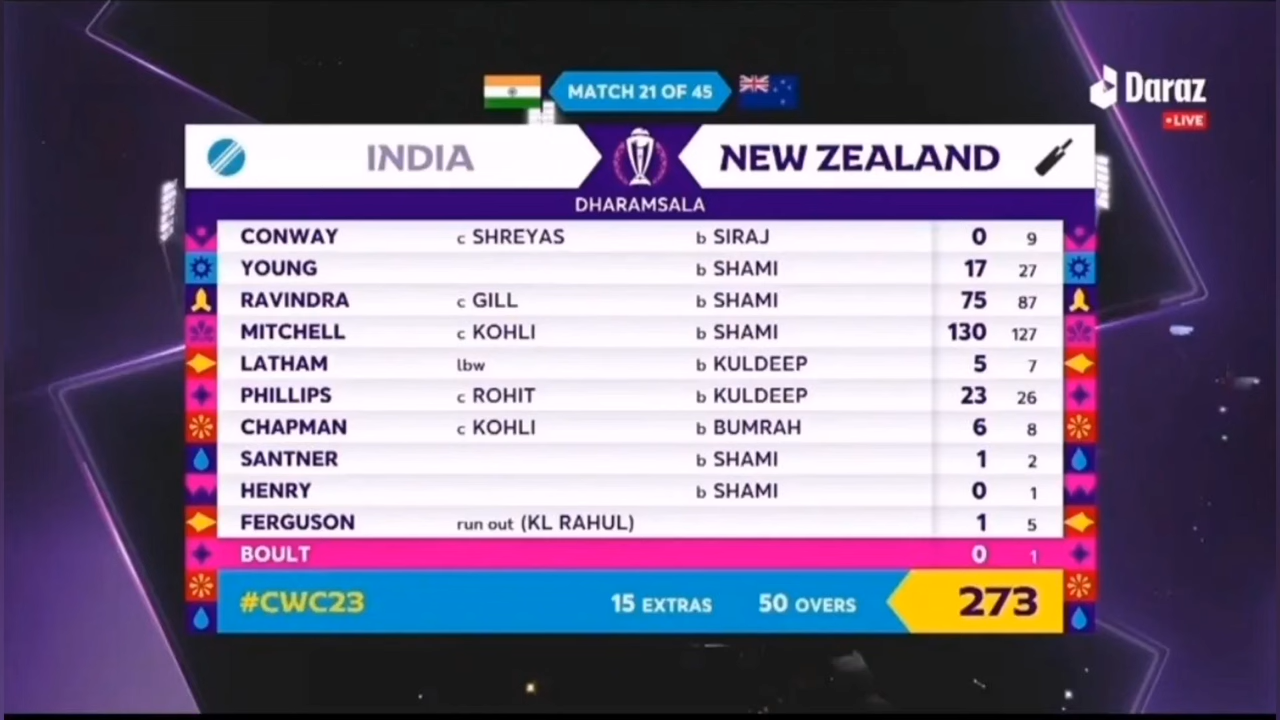 MATCH 21 OF 45
Daraz
LIVE
INDIA NEW ZEALAND
DHARAMSALA
CONWAY c SHREYAS b SIRAJ 0 9
YOUNG b SHAMI 17 27
RAVINDRA c GILL b SHAMI 75 87
MITCHELL c KOHLI b SHAMI 130 127
LATHAM lbw b KULDEEP 5 7
PHILLIPS c ROHIT b KULDEEP 23 26
CHAPMAN c KOHLI b BUMRAH 6 8
SANTNER b SHAMI 1 2
HENRY b SHAMI 0 1
FERGUSON run out (KL RAHUL) 1 5
BOULT 0 1
#CWC23 15 EXTRAS 50 OVERS 273